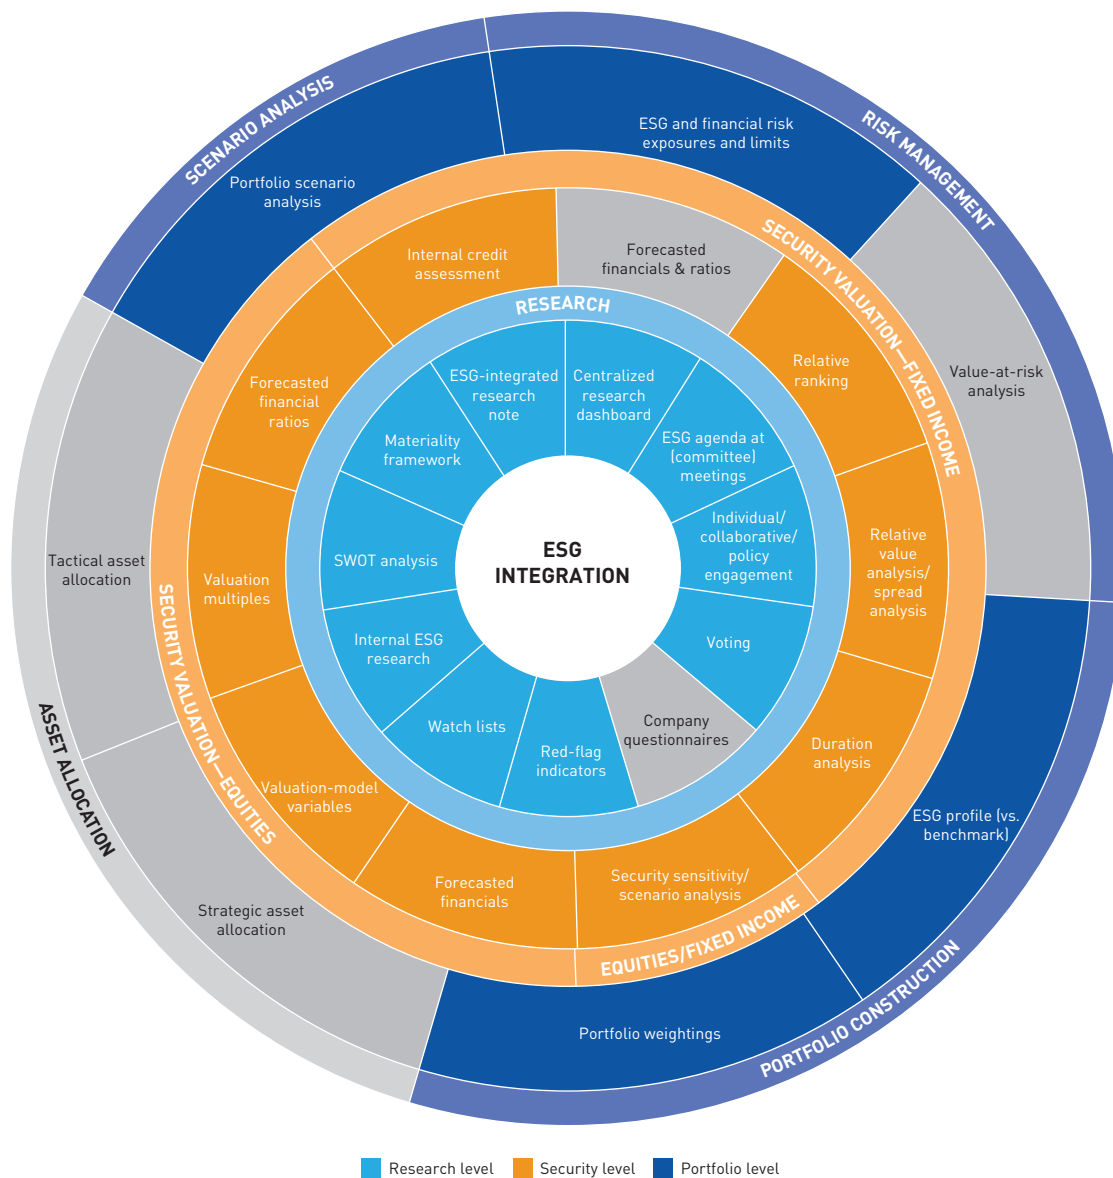 SCENARIO ANALYSIS
RISK MANAGEMENT
ESG and financial risk
exposures and limits
Portfolio scenario
analysis
Value-at-risk
analysis
SECURITY VALUATION—FIXED INCOME
Internal credit
assessment
Forecasted
financials & ratios
Relative
ranking
Forecasted
financial
ratios
RESEARCH
ESG-integrated
research
note
Centralized
research
dashboard
Materiality
framework
ESG agenda at
(committee)
meetings
SWOT analysis
Individual/
collaborative/
policy
engagement
ESG
INTEGRATION
Relative
value
analysis/
spread
analysis
Tactical asset
allocation
Valuation
multiples
Internal ESG
research
Voting
Watch lists
Red-flag
indicators
Company
questionnaires
Duration
analysis
SECURITY VALUATION—EQUITIES
ASSET ALLOCATION
Valuation-model
variables
Forecasted
financials
Security sensitivity/
scenario analysis
ESG profile (vs.
benchmark)
Strategic asset
allocation
EQUITIES/FIXED INCOME
Portfolio weightings
PORTFOLIO CONSTRUCTION
Research level
Security level
Portfolio level